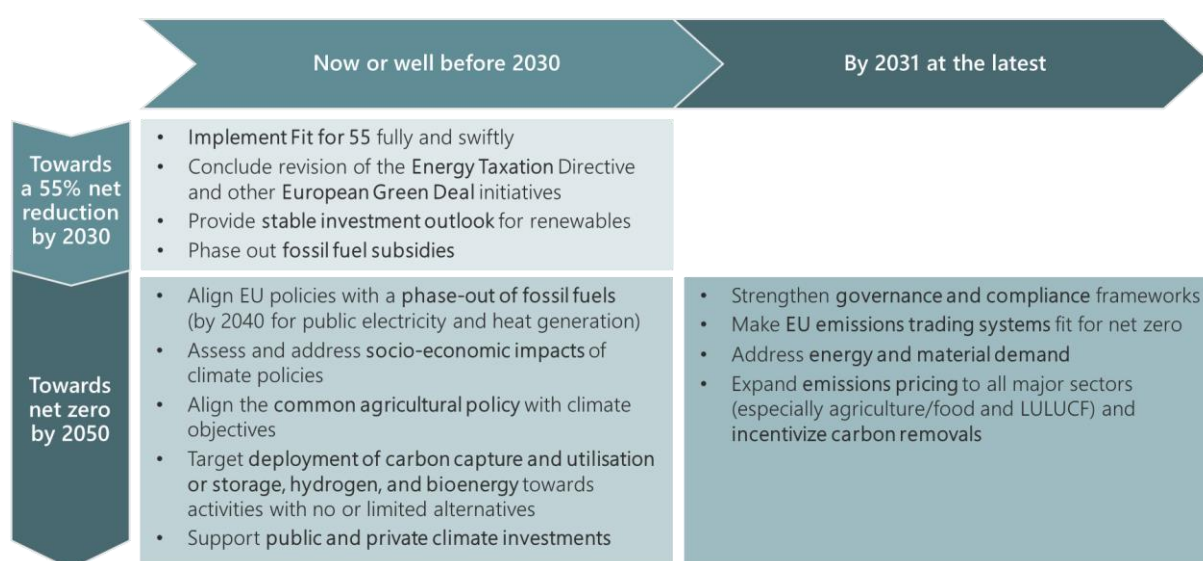 Now or well before 2030
By 2031 at the latest
Towards
a 55% net
reduction
by 2030
• Implement Fit for 55 fully and swiftly
• Conclude revision of the Energy Taxation Directive
and other European Green Deal initiatives
• Provide stable investment outlook for renewables
• Phase out fossil fuel subsidies
Towards
net zero
by 2050
• Align EU policies with a phase-out of fossil fuels
(by 2040 for public electricity and heat generation)
• Assess and address socio-economic impacts of
climate policies
• Align the common agricultural policy with climate
objectives
• Target deployment of carbon capture and utilisation
or storage, hydrogen, and bioenergy towards
activities with no or limited alternatives
• Support public and private climate investments
• Strengthen governance and compliance frameworks
• Make EU emissions trading systems fit for net zero
• Address energy and material demand
• Expand emissions pricing to all major sectors
(especially agriculture/food and LULUCF) and
incentivize carbon removals